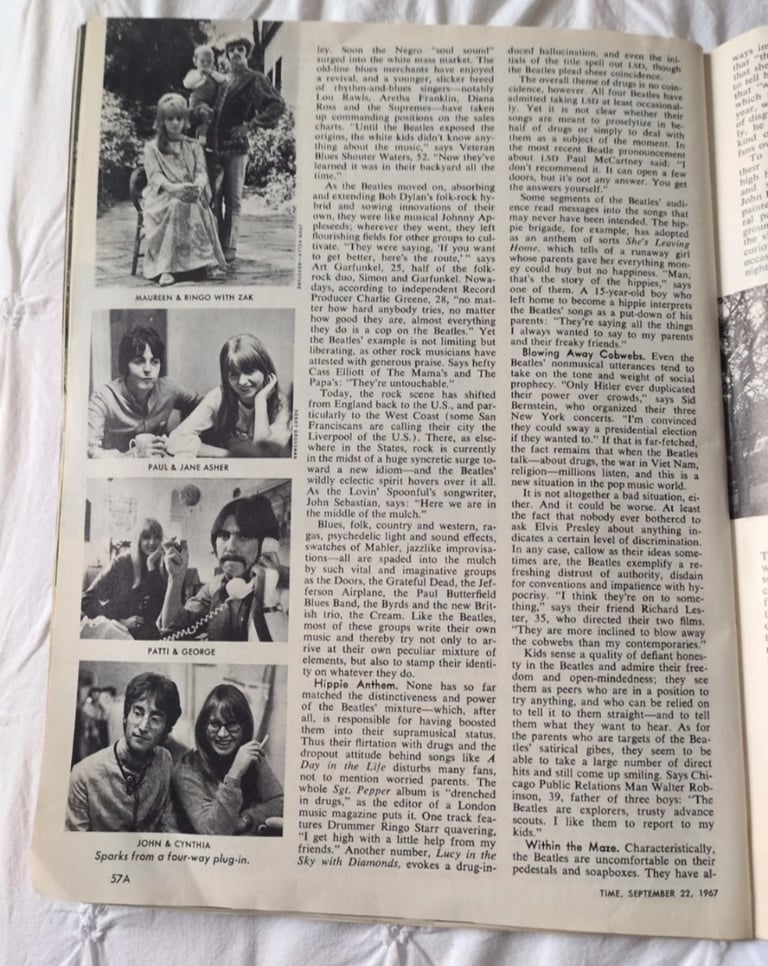 MAUREEN & RINGO WITH ZAK
PAUL & JANE ASHER
PATTI & GEORGE
JOHN & CYNTHIA
Sparks from a four-way plug-in.
57A
ley. Soon the Negro "soul sound"
surged into the white mass market. The
old-line blues merchants have enjoyed
a revival, and a younger, slicker breed
of rhythm-and-blues singers—notably
Lou Rawls, Aretha Franklin, Diana
Ross and the Supremes—have taken
up commanding positions on the sales
charts. "Until the Beatles exposed the
origins, the white kids didn't know any-
thing about the music," says Veteran
Blues Shouter Waters, 52. "Now they've
learned it was in their backyard all the
time."
As the Beatles moved on, absorbing
and extending Bob Dylan's folk-rock hy-
brid and sowing innovations of their
own, they were like musical Johnny Ap-
pleseeds; wherever they went, they left
flourishing fields for other groups to cul-
tivate. "They were saying, 'If you want
to get better, here's the route,'" says
Art Garfunkel, 25, half of the folk-
rock duo, Simon and Garfunkel. Nowa-
days, according to independent Record
Producer Charlie Greene, 28, "no mat-
ter how hard anybody tries, no matter
how good they are, almost everything
they do is a cop on the Beatles." Yet
the Beatles' example is not limiting but
liberating, as other rock musicians have
attested with generous praise. Says hefty
Cass Elliott of The Mama's and The
Papa's: "They're untouchable."
Today, the rock scene has shifted
from England back to the U.S., and par-
ticularly to the West Coast (some San
Franciscans are calling their city the
Liverpool of the U.S.). There, as else-
where in the States, rock is currently
in the midst of a huge syncretic surge to-
ward a new idiom—and the Beatles'
wildly eclectic spirit hovers over it all.
As the Lovin' Spoonful's songwriter,
John Sebastian, says: "Here we are in
the middle of the mulch."
Blues, folk, country and western, ra-
gas, psychedelic light and sound effects,
swatches of Mahler, jazzlike improvisa-
tions—all are spaded into the mulch
by such vital and imaginative groups
as the Doors, the Grateful Dead, the Jef-
ferson Airplane, the Paul Butterfield
Blues Band, the Byrds and the new Brit-
ish trio, the Cream. Like the Beatles,
most of these groups write their own
music and thereby try not only to ar-
rive at their own peculiar mixture of
elements, but also to stamp their identi-
ty on whatever they do.
Hippie Anthem. None has so far
matched the distinctiveness and power
of the Beatles' mixture—which, after
all, is responsible for having boosted
them into their supramusical status.
Thus their flirtation with drugs and the
dropout attitude behind songs like A
Day in the Life disturbs many fans,
not to mention worried parents. The
whole Sgt. Pepper album is "drenched
in drugs," as the editor of a London
music magazine puts it. One track fea-
tures Drummer Ringo Starr quavering,
"I get high with a little help from my
friends." Another number, Lucy in the
Sky with Diamonds, evokes a drug-in-
duced hallucination, and even the ini-
tials of the title spell out LSD, though
the Beatles plead sheer coincidence.
The overall theme of drugs is no coin-
cidence, however. All four Beatles have
admitted taking LSD at least occasional-
ly. Yet it is not clear whether their
songs are meant to proselytize in be-
half of drugs or simply to deal with
them as a subject of the moment. In
the most recent Beatle pronouncement
about LSD Paul McCartney said: "I
don't recommend it. It can open a few
doors, but it's not any answer. You get
the answers yourself."
Some segments of the Beatles' audi-
ence read messages into the songs that
may never have been intended. The hip-
pie brigade, for example, has adopted
as an anthem of sorts She's Leaving
Home, which tells of a runaway girl
whose parents gave her everything mon-
ey could buy but no happiness. "Man,
that's the story of the hippies," says
one of them. A 15-year-old boy who
left home to become a hippie interprets
the Beatles' songs as a put-down of his
parents: "They're saying all the things
I always wanted to say to my parents
and their freaky friends."
Blowing Away Cobwebs. Even the
Beatles' nonmusical utterances tend to
take on the tone and weight of social
prophecy. "Only Hitler ever duplicated
their power over crowds," says Sid
Bernstein, who organized their three
New York concerts. "I'm convinced
they could sway a presidential election
if they wanted to." If that is far-fetched,
the fact remains that when the Beatles
talk—about drugs, the war in Viet Nam,
religion—millions listen, and this is a
new situation in the pop music world.
It is not altogether a bad situation, ei-
ther. And it could be worse. At least
the fact that nobody ever bothered to
ask Elvis Presley about anything in-
dicates a certain level of discrimination.
In any case, callow as their ideas some-
times are, the Beatles exemplify a re-
freshing distrust of authority, disdain
for conventions and impatience with hy-
pocrisy. "I think they're on to some-
thing," says their friend Richard Les-
ter, 35, who directed their two films.
"They are more inclined to blow away
the cobwebs than my contemporaries."
Kids sense a quality of defiant hones-
ty in the Beatles and admire their free-
dom and open-mindedness; they see
them as peers who are in a position to
try anything, and who can be relied on
to tell it to them straight—and to tell
them what they want to hear. As for
the parents who are targets of the Bea-
tles' satirical gibes, they seem to be
able to take a large number of direct
hits and still come up smiling. Says Chi-
cago Public Relations Man Walter Rob-
inson, 39, father of three boys: "The
Beatles are explorers, trusty advance
scouts. I like them to report to my
kids."
Within the Maze. Characteristically,
the Beatles are uncomfortable on their
pedestals and soapboxes. They have al-
TIME, SEPTEMBER 22, 1967